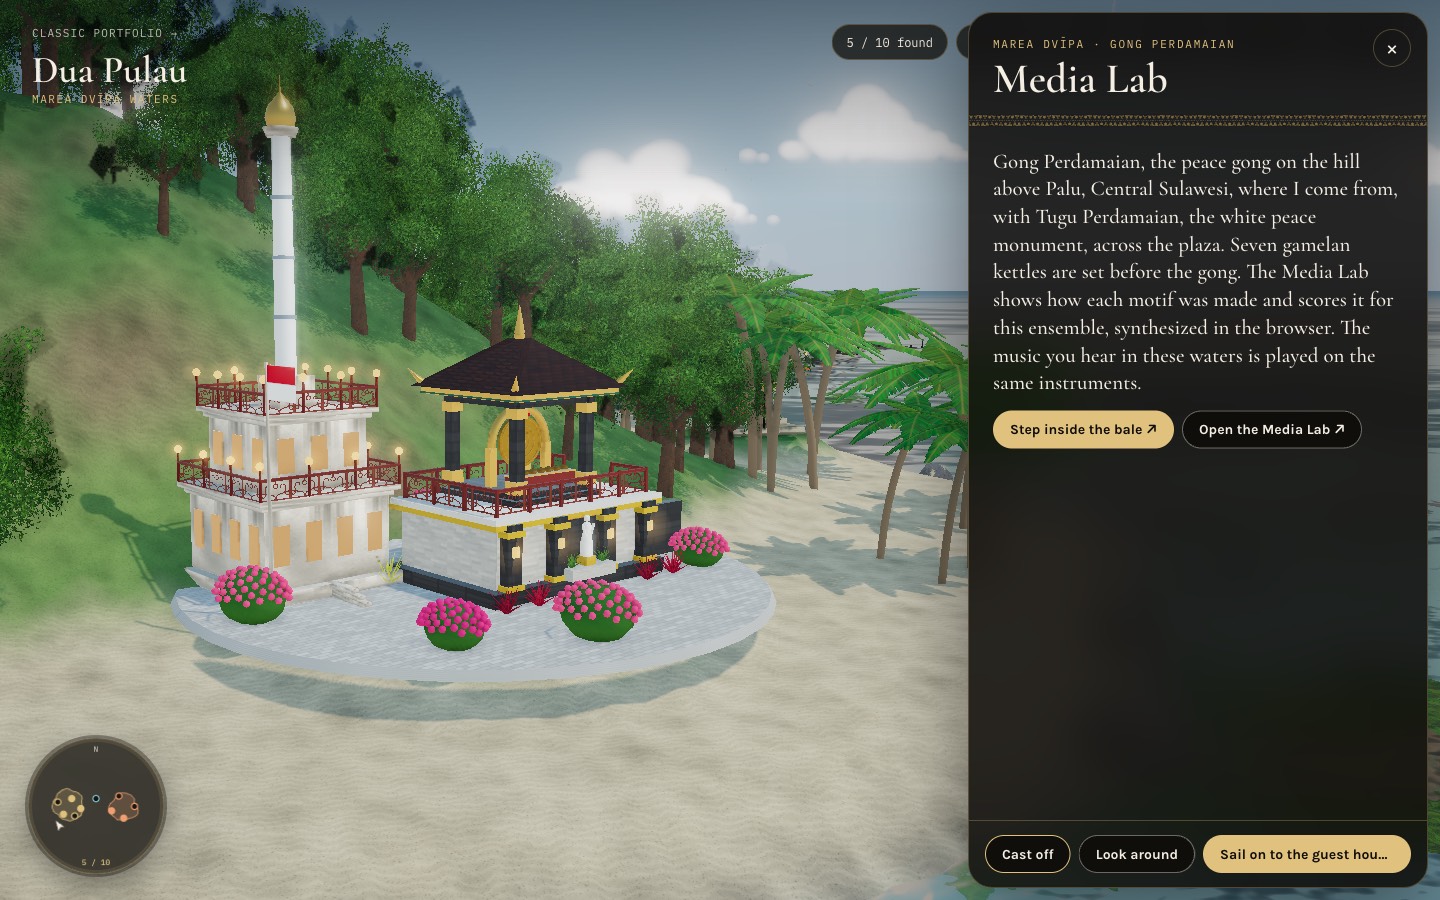 CLASSIC PORTFOLIO →
Dua Pulau
MAREA DVĪPA WATERS
5 / 10 found
MAREA DVĪPA · GONG PERDAMAIAN
×
Media Lab
Gong Perdamaian, the peace gong on the hill
above Palu, Central Sulawesi, where I come from,
with Tugu Perdamaian, the white peace
monument, across the plaza. Seven gamelan
kettles are set before the gong. The Media Lab
shows how each motif was made and scores it for
this ensemble, synthesized in the browser. The
music you hear in these waters is played on the
same instruments.
Step inside the bale ↗
Open the Media Lab ↗
N
5 / 10
Cast off
Look around
Sail on to the guest hou...